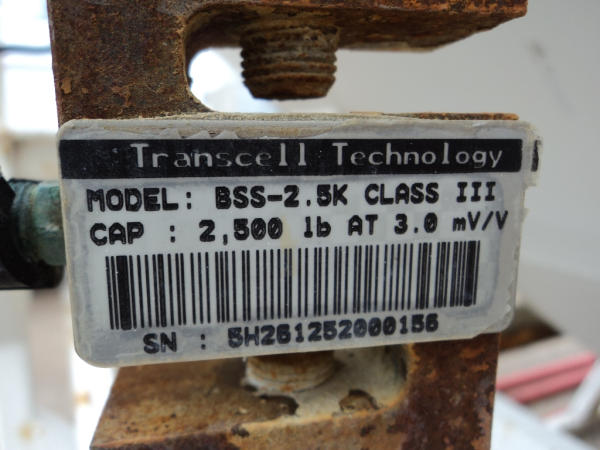 Transcell Technology
MODEL: BSS-2.5K CLASS III
CAP : 2,500 lb AT 3.0 mV/V
SN : 5H261252000156